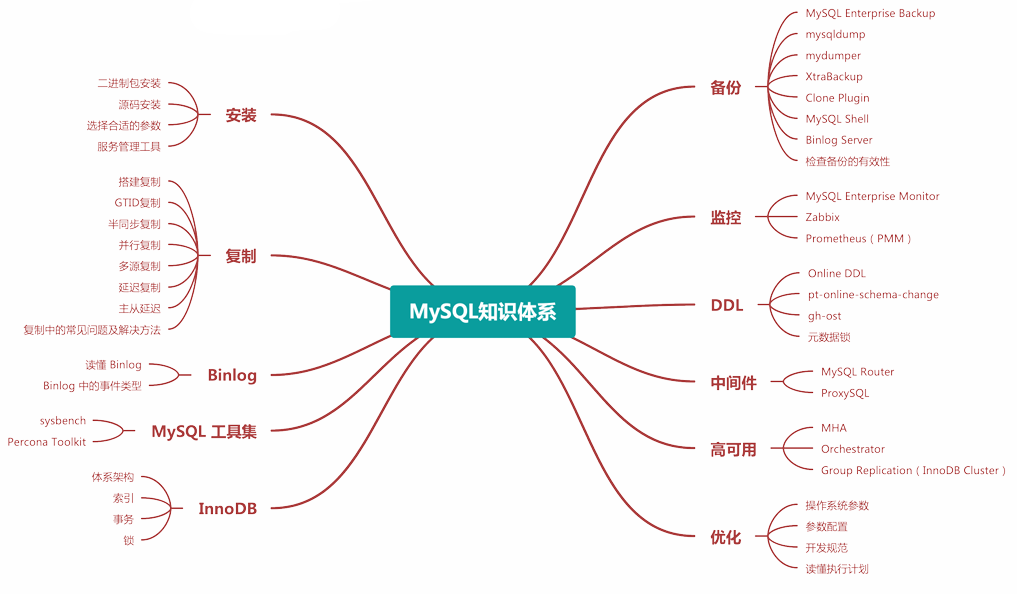 MySQL知识体系
安装
二进制包安装
源码安装
选择合适的参数
服务管理工具
复制
搭建复制
GTID复制
半同步复制
并行复制
多源复制
延迟复制
主从延迟
复制中的常见问题及解决方法
Binlog
读懂 Binlog
Binlog 中的事件类型
MySQL 工具集
sysbench
Percona Toolkit
InnoDB
体系架构
索引
事务
锁
备份
MySQL Enterprise Backup
mysqldump
mydumper
XtraBackup
Clone Plugin
MySQL Shell
Binlog Server
检查备份的有效性
监控
MySQL Enterprise Monitor
Zabbix
Prometheus（PMM）
DDL
Online DDL
pt-online-schema-change
gh-ost
元数据锁
中间件
MySQL Router
ProxySQL
高可用
MHA
Orchestrator
Group Replication（InnoDB Cluster）
优化
操作系统参数
参数配置
开发规范
读懂执行计划